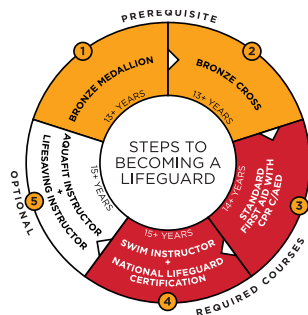 PREREQUISITE
1
BRONZE MEDALLION
13+ YEARS
2
BRONZE CROSS
13+ YEARS
STEPS TO
BECOMING A
LIFEGUARD
3
STANDARD
FIRST AID WITH
CPR C/AED
14+ YEARS
REQUIRED COURSES
4
15+ YEARS
SWIM INSTRUCTOR
+
NATIONAL LIFEGUARD
CERTIFICATION
5
AQUAFIT INSTRUCTOR
+
LIFESAVING INSTRUCTOR
15+ YEARS
OPTIONAL